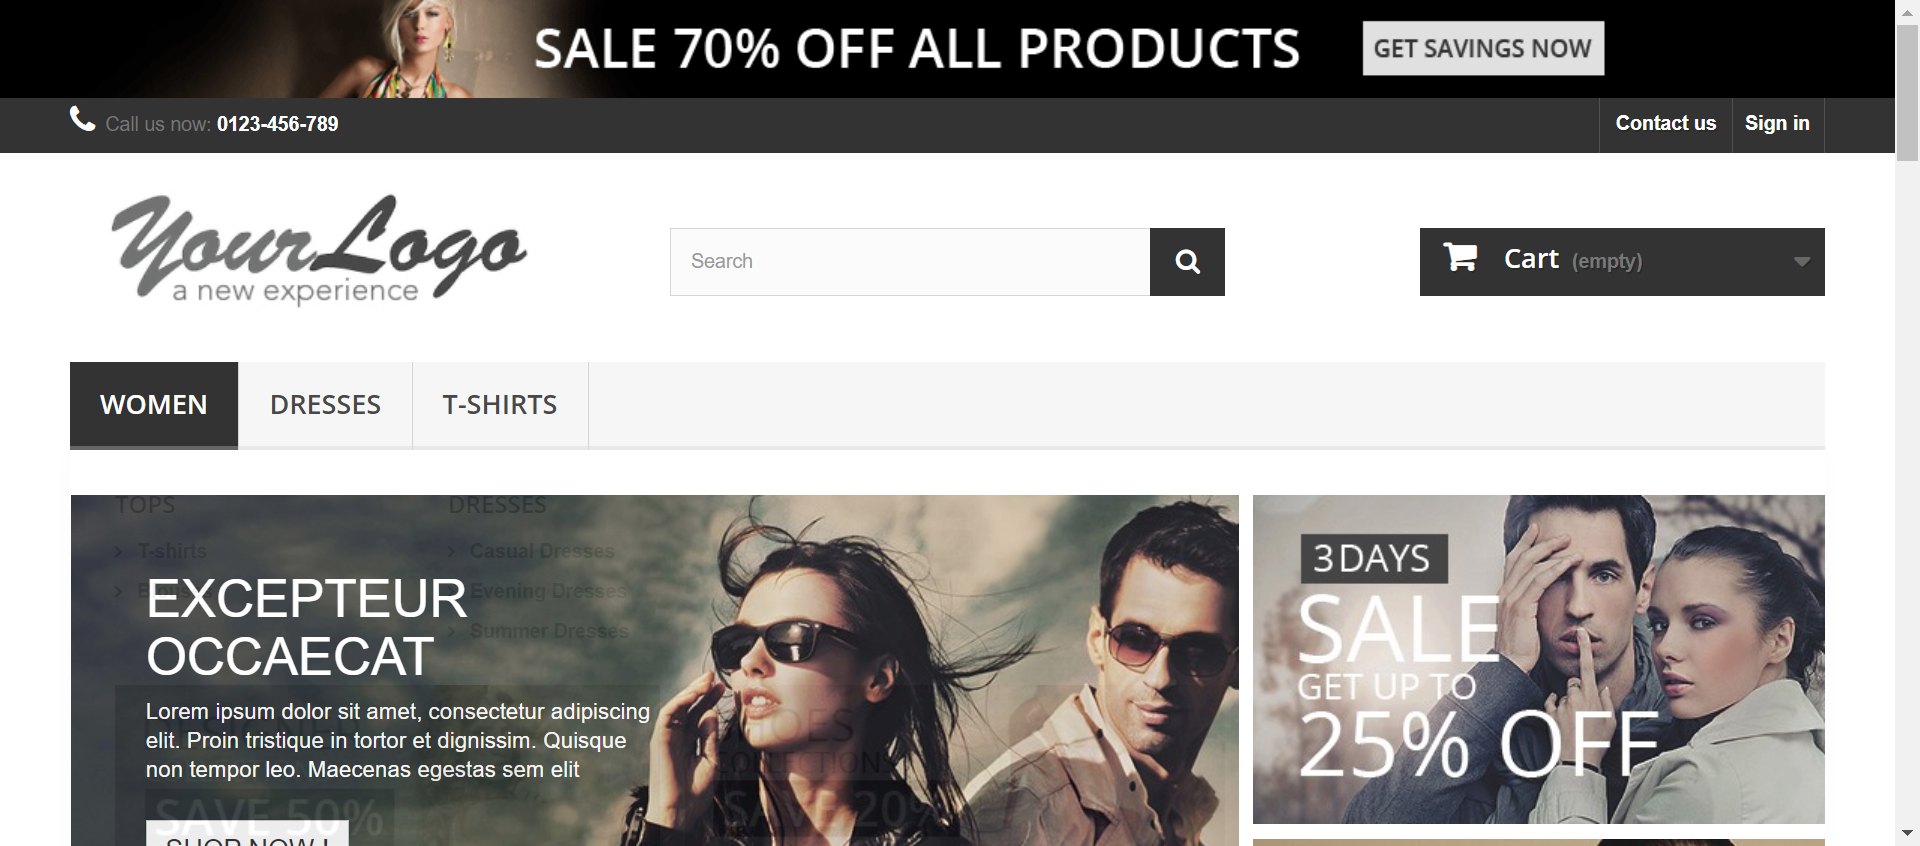 SALE 70% OFF ALL PRODUCTS
GET SAVINGS NOW
Call us now: 0123-456-789
Contact us
Sign in
YourLogo
a new experience
Search
Cart (empty)
WOMEN
DRESSES
T-SHIRTS
TOPS
DRESSES
T-shirts
Casual Dresses
Evening Dresses
Summer Dresses
EXCEPTEUR
OCCAECAT
Lorem ipsum dolor sit amet, consectetur adipiscing
elit. Proin tristique in tortor et dignissim. Quisque
non tempor leo. Maecenas egestas sem elit
SAVE 50%
SHOP NOW !
COLLECTIONS
SAVE 20%
3 DAYS
SALE
GET UP TO
25% OFF